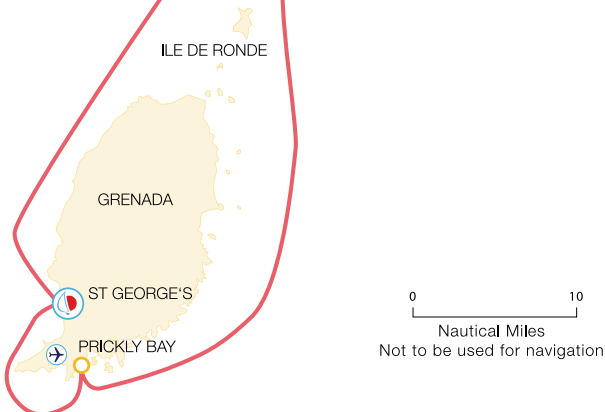 ILE DE RONDE
GRENADA
ST GEORGE‘S
PRICKLY BAY
0 10
Nautical Miles
Not to be used for navigation